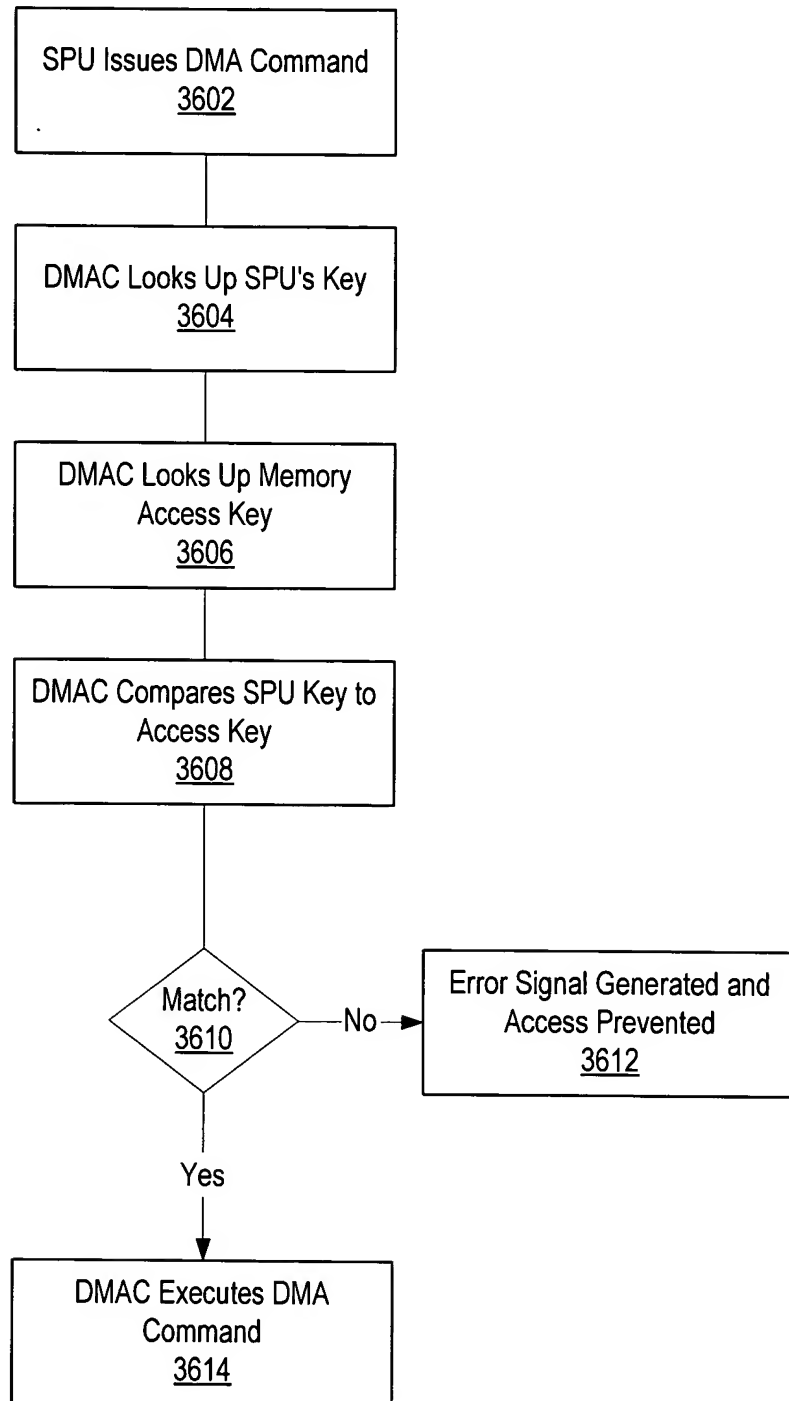 SPU Issues DMA Command
3602
DMAC Looks Up SPU's Key
3604
DMAC Looks Up Memory
Access Key
3606
DMAC Compares SPU Key to
Access Key
3608
Match?
3610
No
Error Signal Generated and
Access Prevented
3612
Yes
DMAC Executes DMA
Command
3614